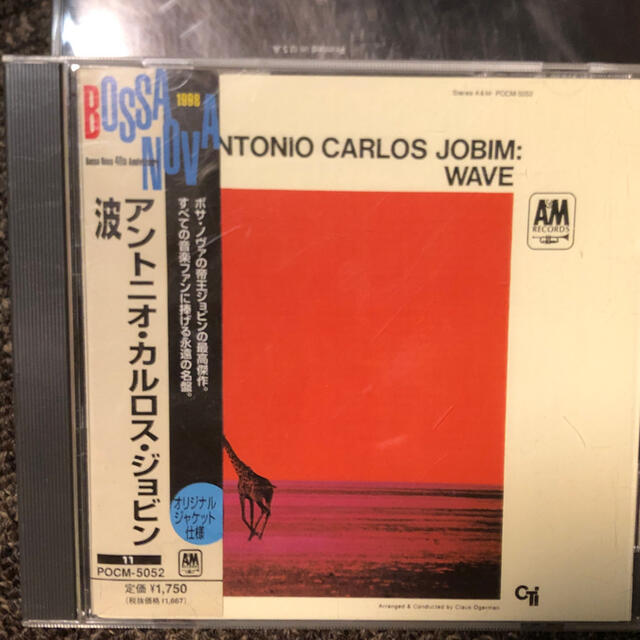 BOSSA NOVA
1998
Bossa Nova 40th Anniversary
アントニオ・カルロス・ジョビン
波
ボサ・ノヴァの帝王ジョビンの最高傑作。
すべての音楽ファンに捧げる永遠の名盤。
オリジナル
ジャケット
仕様
11
POCM-5052
定価 ¥1,750
(税抜価格 ¥1,667)
A&M
RECORDS
Stereo A&M POCM-5052
NTONIO CARLOS JOBIM:
WAVE
A&M
RECORDS
Arranged & Conducted by Claus Ogerman
CTi